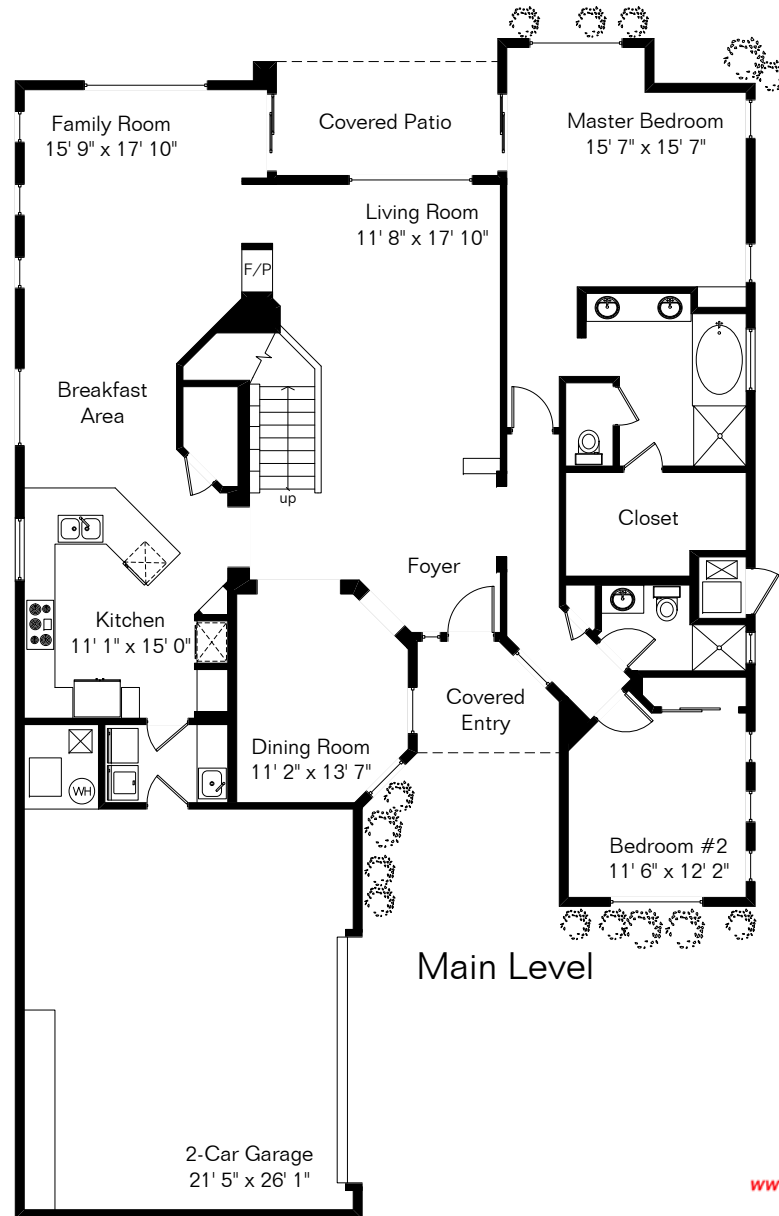 Family Room
15' 9" x 17' 10"
Covered Patio
Master Bedroom
15' 7" x 15' 7"
Living Room
11' 8" x 17' 10"
F/P
Breakfast
Area
up
Closet
Foyer
Kitchen
11' 1" x 15' 0"
Covered
Entry
Dining Room
11' 2" x 13' 7"
WH
Bedroom #2
11' 6" x 12' 2"
Main Level
2-Car Garage
21' 5" x 26' 1"
ww